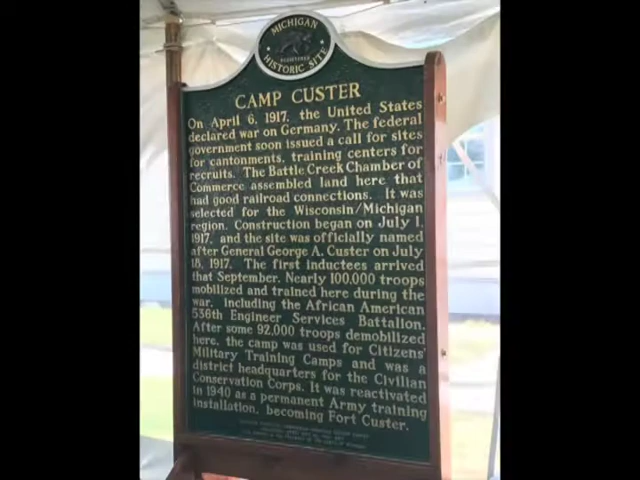 MICHIGAN
REGISTERED
HISTORIC SITE
CAMP CUSTER
On April 6, 1917, the United States
declared war on Germany. The federal
government soon issued a call for sites
for cantonments, training centers for
recruits. The Battle Creek Chamber of
Commerce assembled land here that
had good railroad connections. It was
selected for the Wisconsin/Michigan
region. Construction began on July 1,
1917, and the site was officially named
after General George A. Custer on July
18, 1917. The first inductees arrived
that September. Nearly 100,000 troops
mobilized and trained here during the
war, including the African American
536th Engineer Services Battalion.
After some 92,000 troops demobilized
here, the camp was used for Citizens'
Military Training Camps and was a
district headquarters for the Civilian
Conservation Corps. It was reactivated
in 1940 as a permanent Army training
installation, becoming Fort Custer.